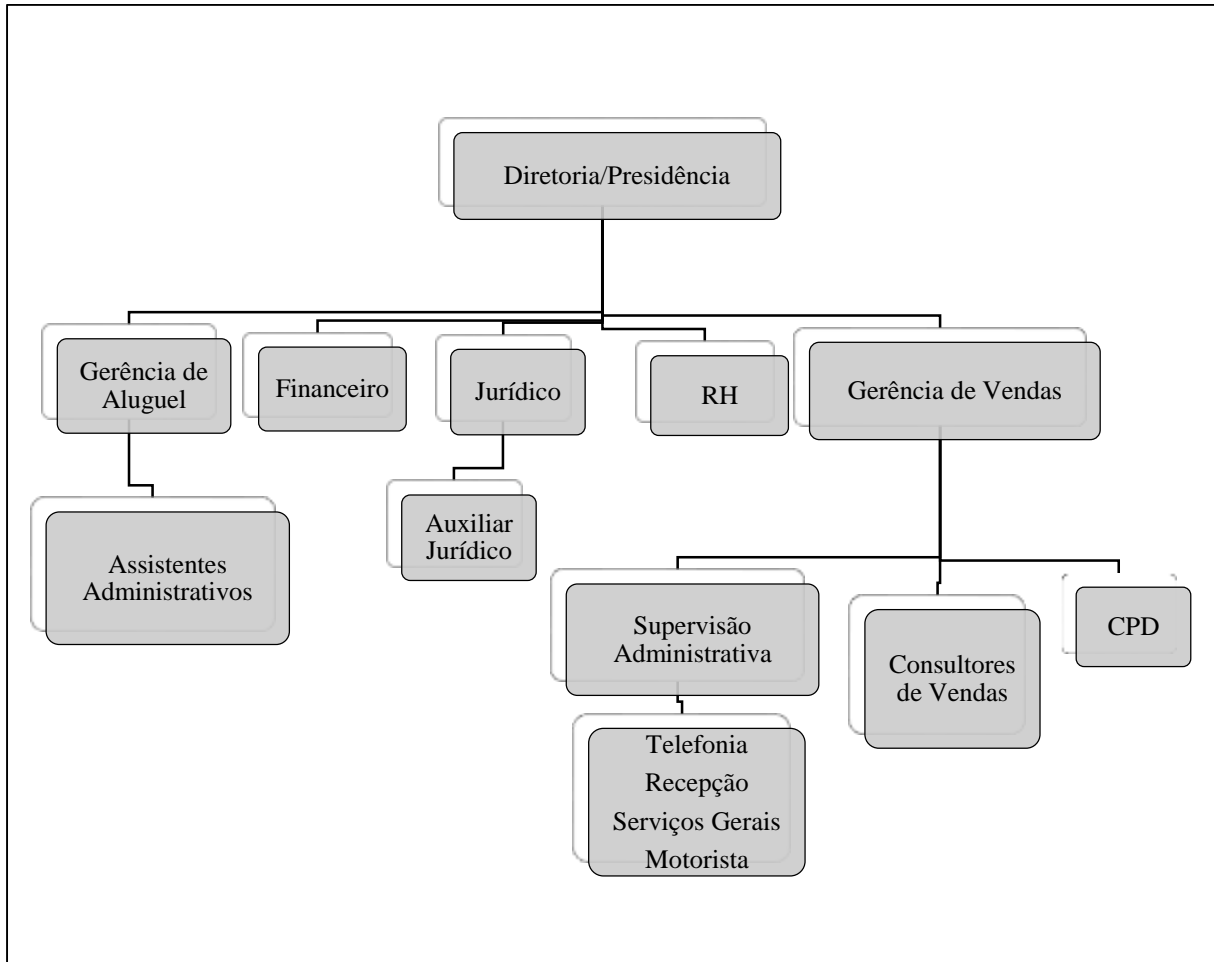 Diretoria/Presidência
Gerência de
Aluguel
Financeiro
Jurídico
RH
Gerência de Vendas
Assistentes
Administrativos
Auxiliar
Jurídico
Supervisão
Administrativa
Consultores
de Vendas
CPD
Telefonia
Recepção
Serviços Gerais
Motorista